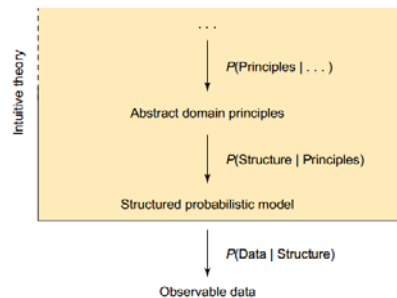 Intuitive theory
. . .
P(Principles | . . .)
Abstract domain principles
P(Structure | Principles)
Structured probabilistic model
P(Data | Structure)
Observable data